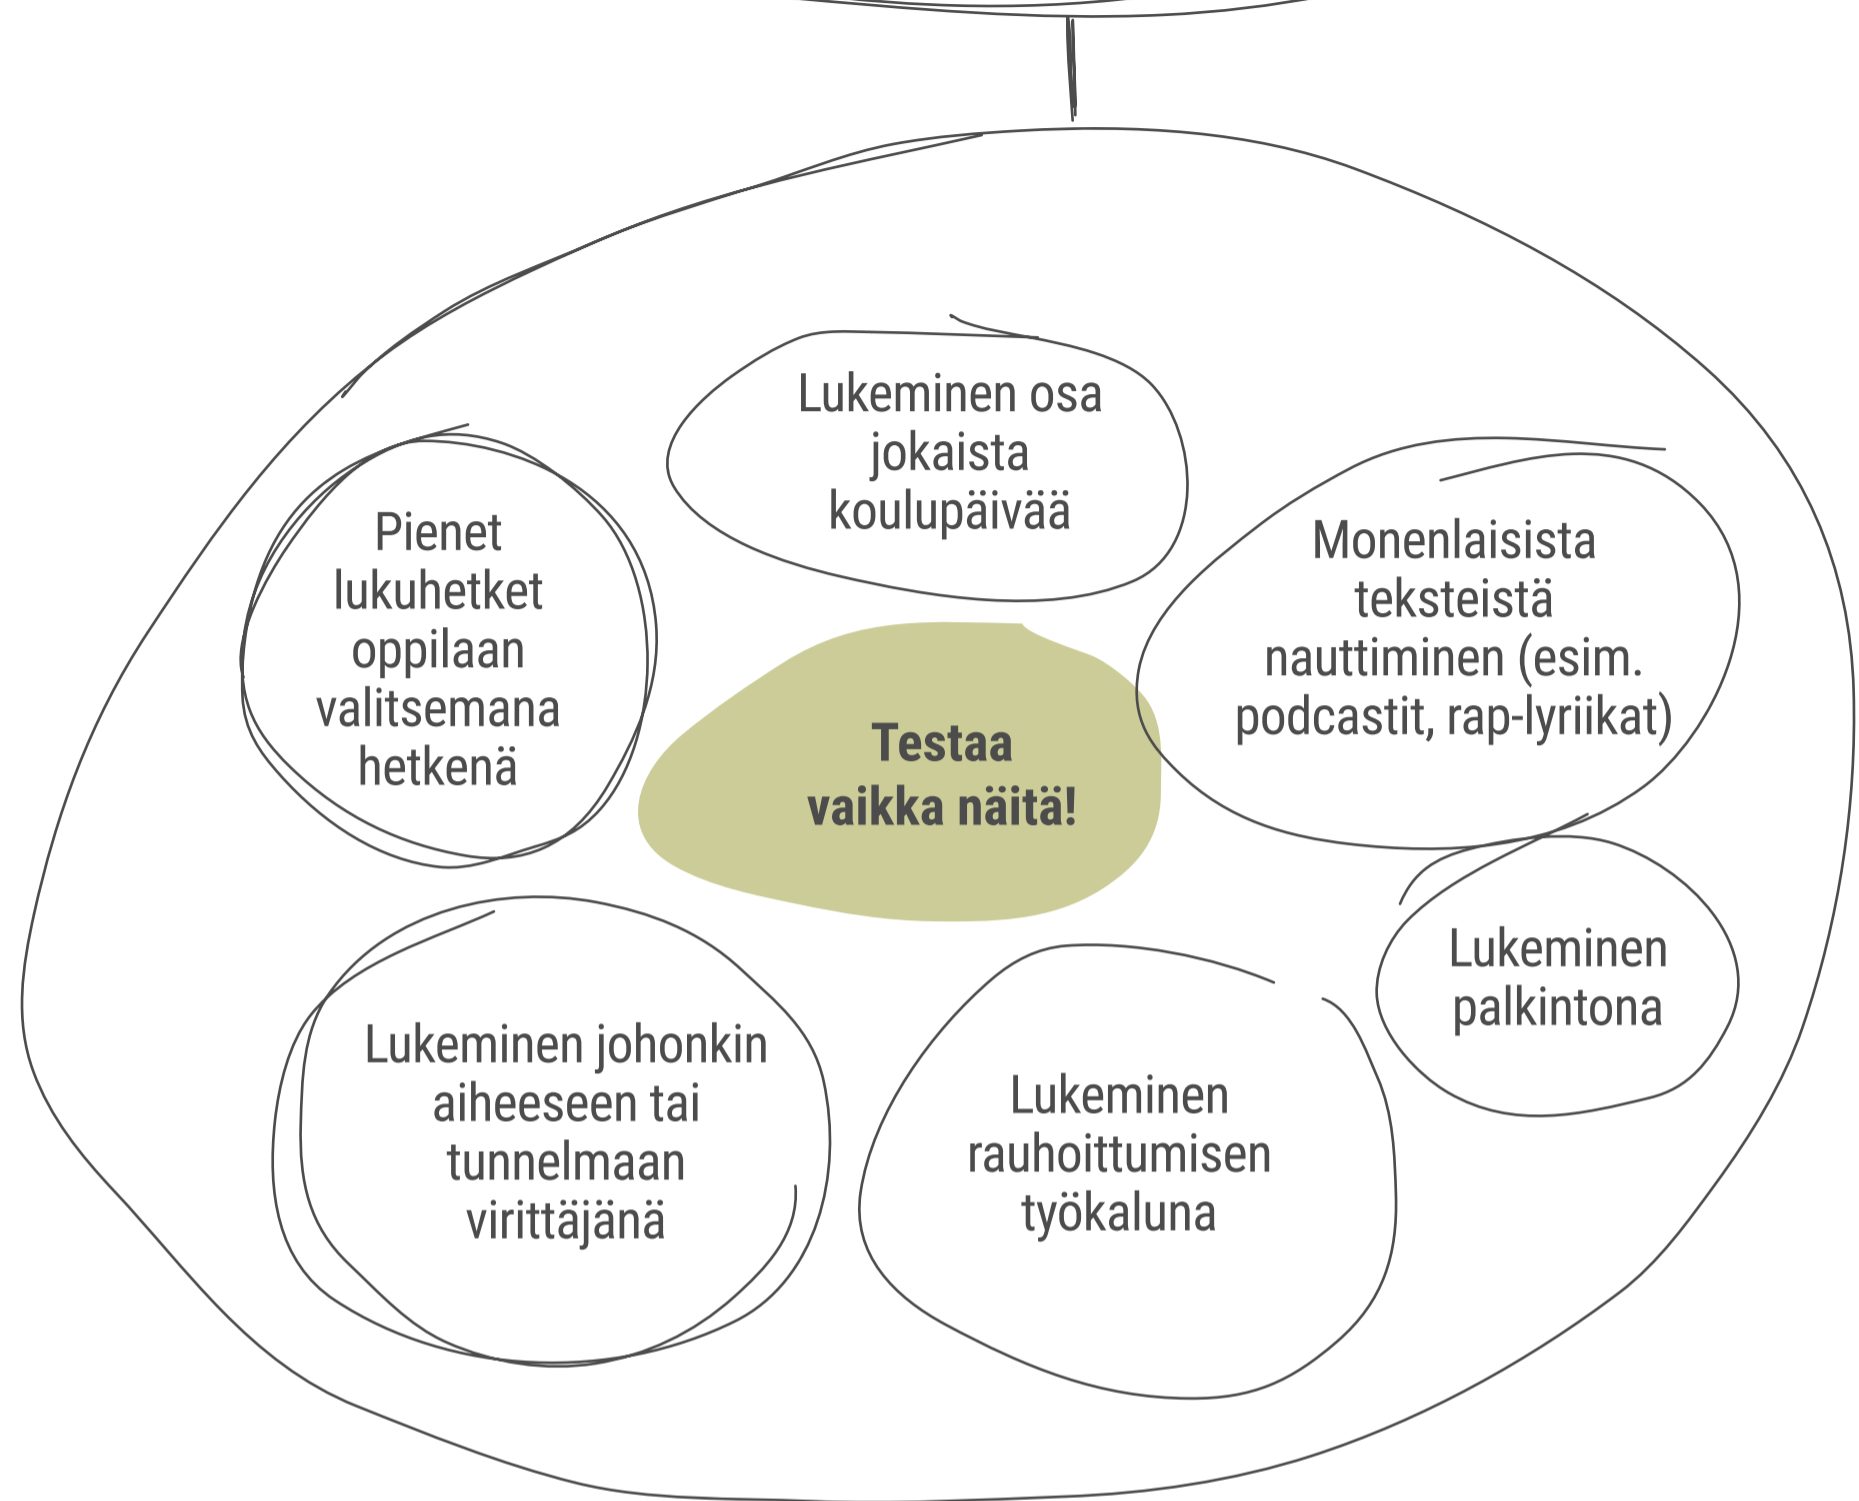 Lukeminen osa
jokaista
koulupäivää
Pienet
lukuhetket
oppilaan
valitsemana
hetkenä
Monenlaisista
teksteistä
nauttiminen (esim.
podcastit, rap-lyriikat)
Testaa
vaikka näitä!
Lukeminen
palkintona
Lukeminen johonkin
aiheeseen tai
tunnelmaan
virittäjänä
Lukeminen
rauhoittumisen
työkaluna